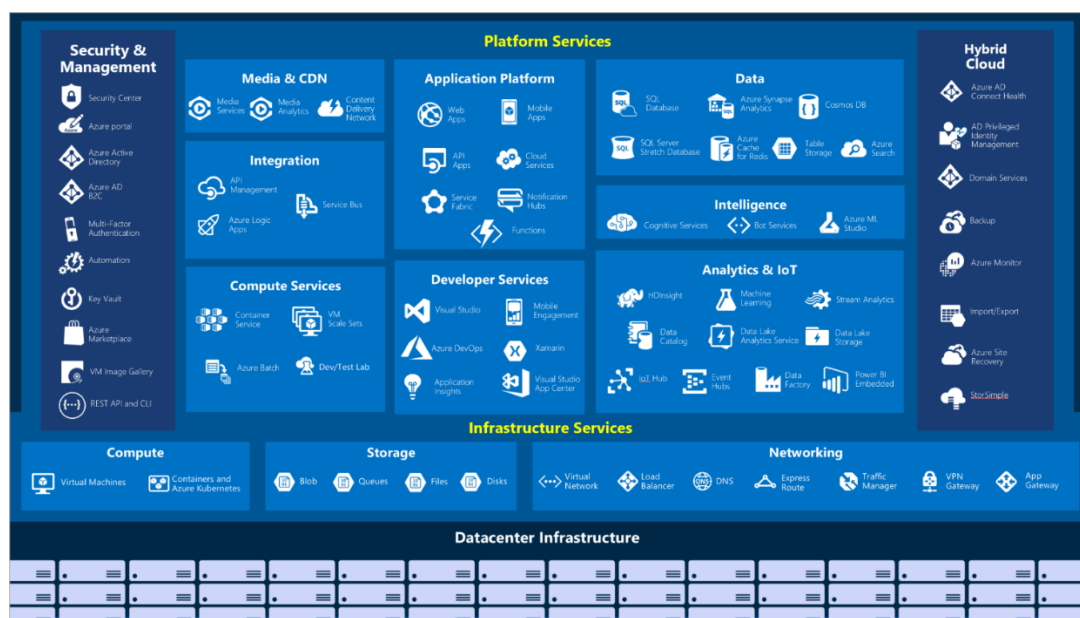 Platform Services
Security &
Management
Security Center
Azure portal
Azure Active
Directory
Azure AD
B2C
Multi-Factor
Authentication
Automation
Key Vault
Azure
Marketplace
VM Image Gallery
REST API and CLI
Media & CDN
Media
Services
Media
Analytics
Content
Delivery
Network
Integration
API
Management
Service Bus
Azure Logic
Apps
Compute Services
Container
Service
VM
Scale Sets
Azure Batch
Dev/Test Lab
Application Platform
Web
Apps
Mobile
Apps
API
Apps
Cloud
Services
Service
Fabric
Notification
Hubs
Functions
Developer Services
Visual Studio
Mobile
Engagement
Azure DevOps
Xamarin
Application
Insights
Visual Studio
App Center
Data
SQL
SQL
Database
Azure Synapse
Analytics
Cosmos DB
SQL
SQL Server
Stretch Database
Azure
Cache
for Redis
Table
Storage
Azure
Search
Intelligence
Cognitive Services
Bot Services
Azure ML
Studio
Analytics & IoT
HDInsight
Machine
Learning
Stream Analytics
Data
Catalog
Data Lake
Analytics Service
Data Lake
Storage
IoT Hub
Event
Hubs
Data
Factory
Power BI
Embedded
Hybrid
Cloud
Azure AD
Connect Health
AD Privileged
Identity
Management
Domain Services
Backup
Azure Monitor
Import/Export
Azure Site
Recovery
StorSimple
Infrastructure Services
Compute
Virtual Machines
Containers and
Azure Kubernetes
Storage
Blob
Queues
Files
Disks
Networking
Virtual
Network
Load
Balancer
DNS
DNS
Express
Route
Traffic
Manager
VPN
Gateway
App
Gateway
Datacenter Infrastructure